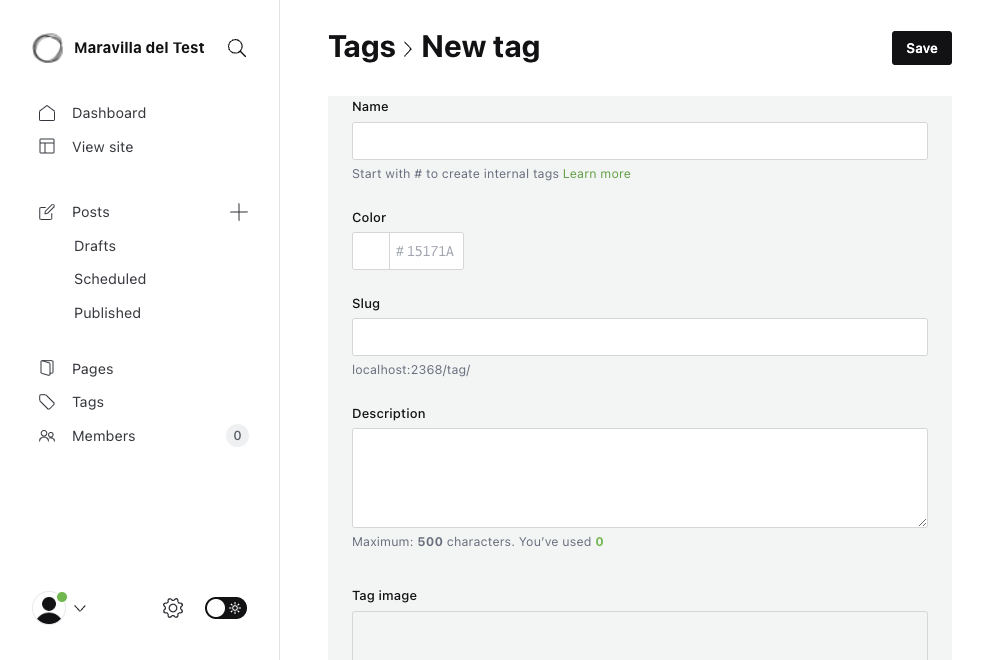 Maravilla del Test
Dashboard
View site
Posts
Drafts
Scheduled
Published
Pages
Tags
Members 0
Tags › New tag
Save
Name
Start with # to create internal tags Learn more
Color
# 15171A
Slug
localhost:2368/tag/
Description
Maximum: 500 characters. You've used 0
Tag image